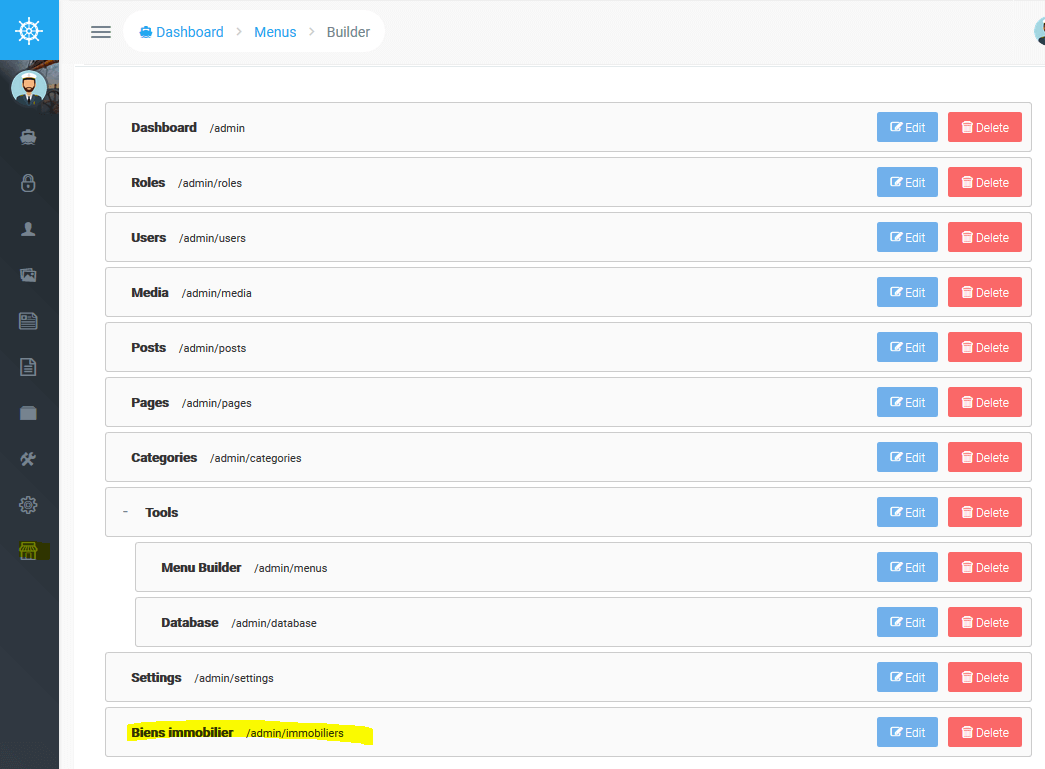 Dashboard > Menus > Builder
Dashboard /admin Edit Delete
Roles /admin/roles Edit Delete
Users /admin/users Edit Delete
Media /admin/media Edit Delete
Posts /admin/posts Edit Delete
Pages /admin/pages Edit Delete
Categories /admin/categories Edit Delete
- Tools Edit Delete
Menu Builder /admin/menus Edit Delete
Database /admin/database Edit Delete
Settings /admin/settings Edit Delete
Biens immobilier /admin/immobiliers Edit Delete